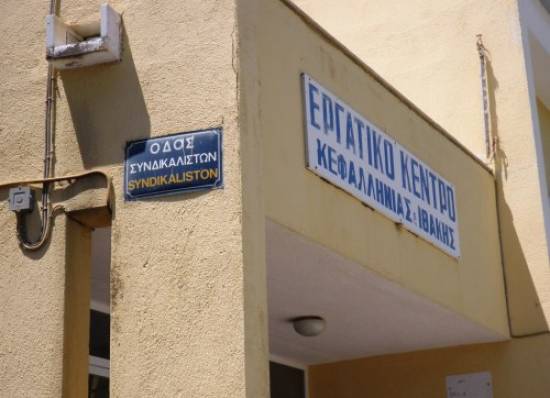 ΟΔΟΣ
ΣΥΝΔΙΚΑΛΙΣΤΩΝ
SYNDIKALISTON
ΕΡΓΑΤΙΚΟ ΚΕΝΤΡΟ
ΚΕΦΑΛΛΗΝΙΑΣ & ΙΘΑΚΗΣ